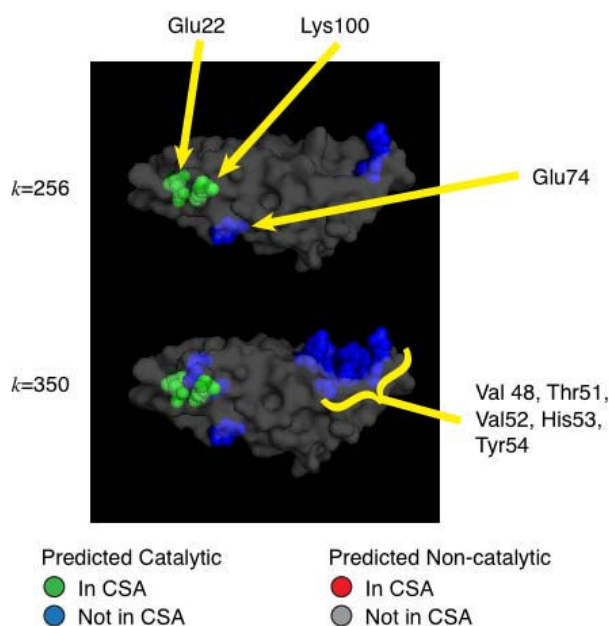 Glu22
Lys100
k=256
Glu74
k=350
Val 48, Thr51,
Val52, His53,
Tyr54
Predicted Catalytic
In CSA
Not in CSA
Predicted Non-catalytic
In CSA
Not in CSA